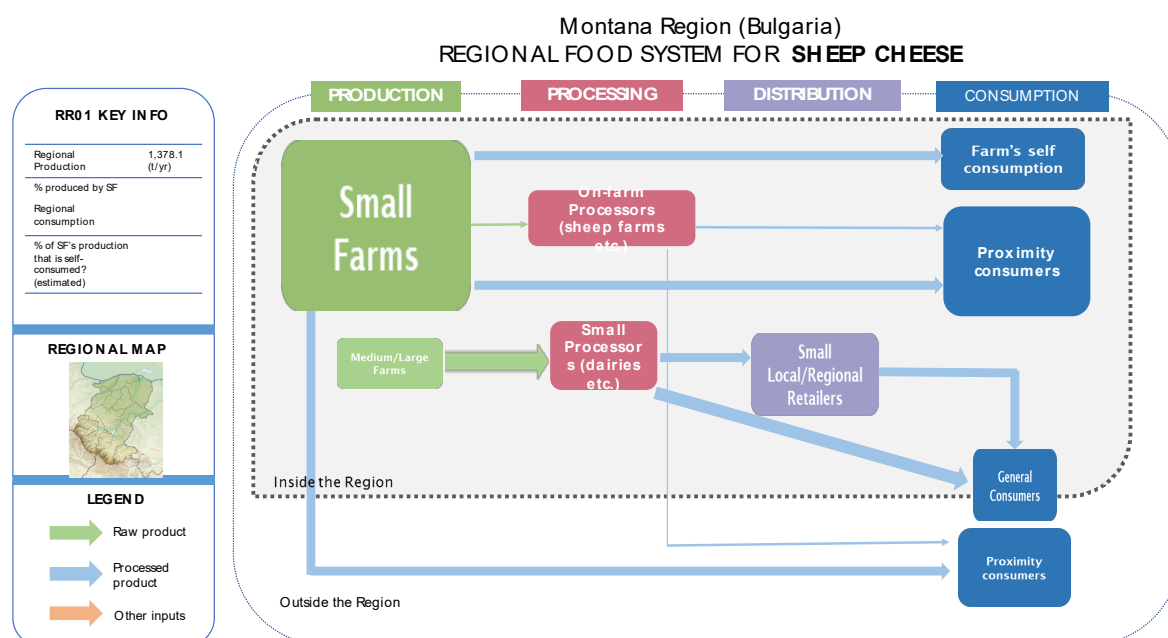 Montana Region (Bulgaria)
REGIONAL FOOD SYSTEM FOR SHEEP CHEESE
PRODUCTION
PROCESSING
DISTRIBUTION
CONSUMPTION
RR01 KEY INFO
Regional
Production
1,378.1
(t/yr)
% produced by SF
Regional
consumption
% of SF's production
that is self-
consumed?
(estimated)
REGIONAL MAP
LEGEND
Raw product
Processed
product
Other inputs
Small
Farms
On-farm
Processors
(sheep farms
etc.)
Farm's self
consumption
Proximity
consumers
Medium/Large
Farms
Small
Processor
s (dairies
etc.)
Small
Local/Regional
Retailers
General
Consumers
Inside the Region
Proximity
consumers
Outside the Region